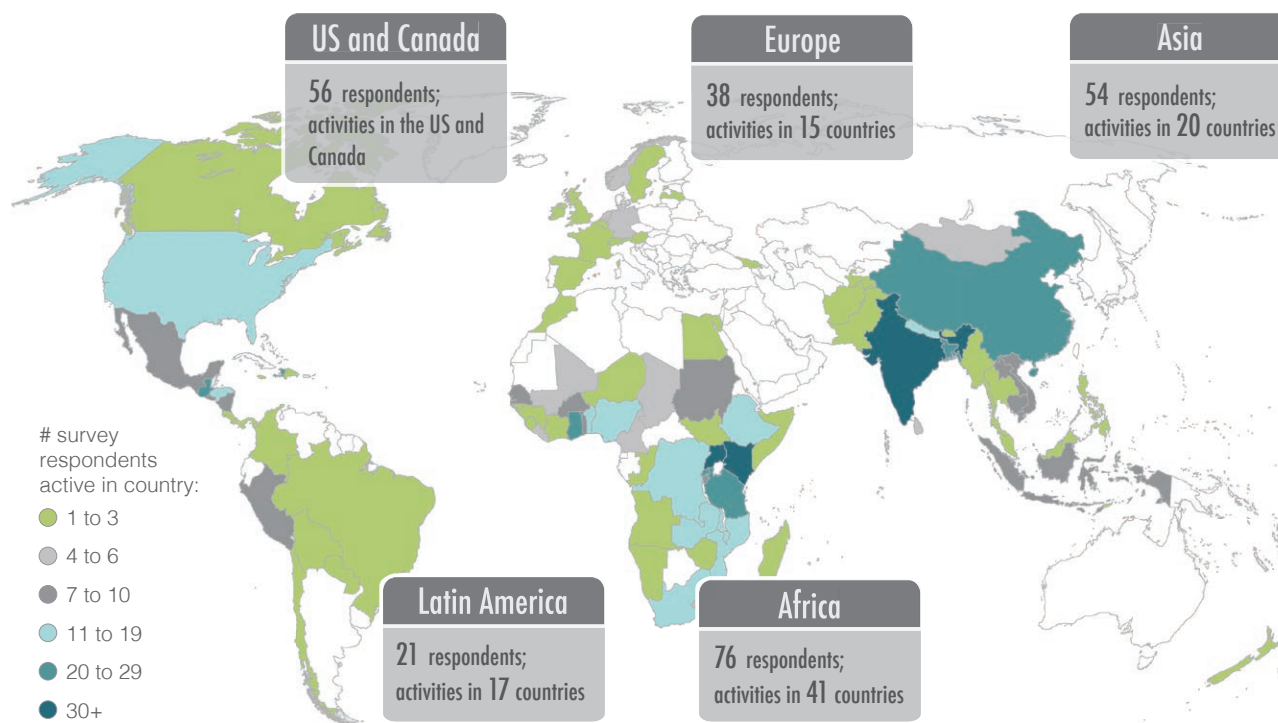 US and Canada
56 respondents;
activities in the US and
Canada
Europe
38 respondents;
activities in 15 countries
Asia
54 respondents;
activities in 20 countries
# survey
respondents
active in country:
1 to 3
4 to 6
7 to 10
11 to 19
20 to 29
30+
Latin America
21 respondents;
activities in 17 countries
Africa
76 respondents;
activities in 41 countries